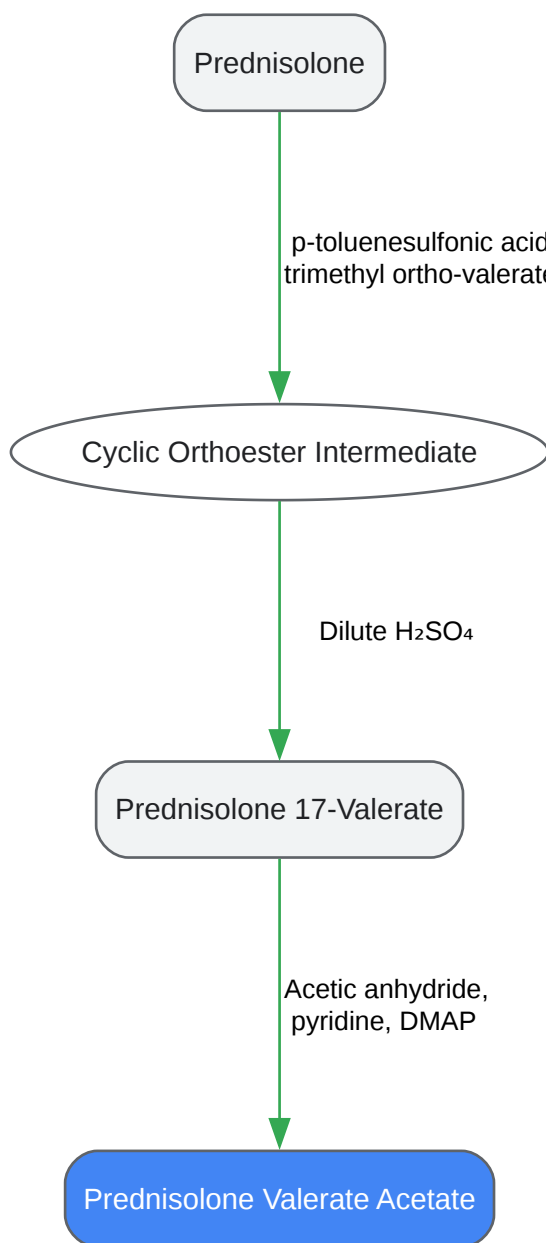 Prednisolone
p-toluenesulfonic acid
trimethyl ortho-valerate
Cyclic Orthoester Intermediate
Dilute H₂SO₄
Prednisolone 17-Valerate
Acetic anhydride,
pyridine, DMAP
Prednisolone Valerate Acetate